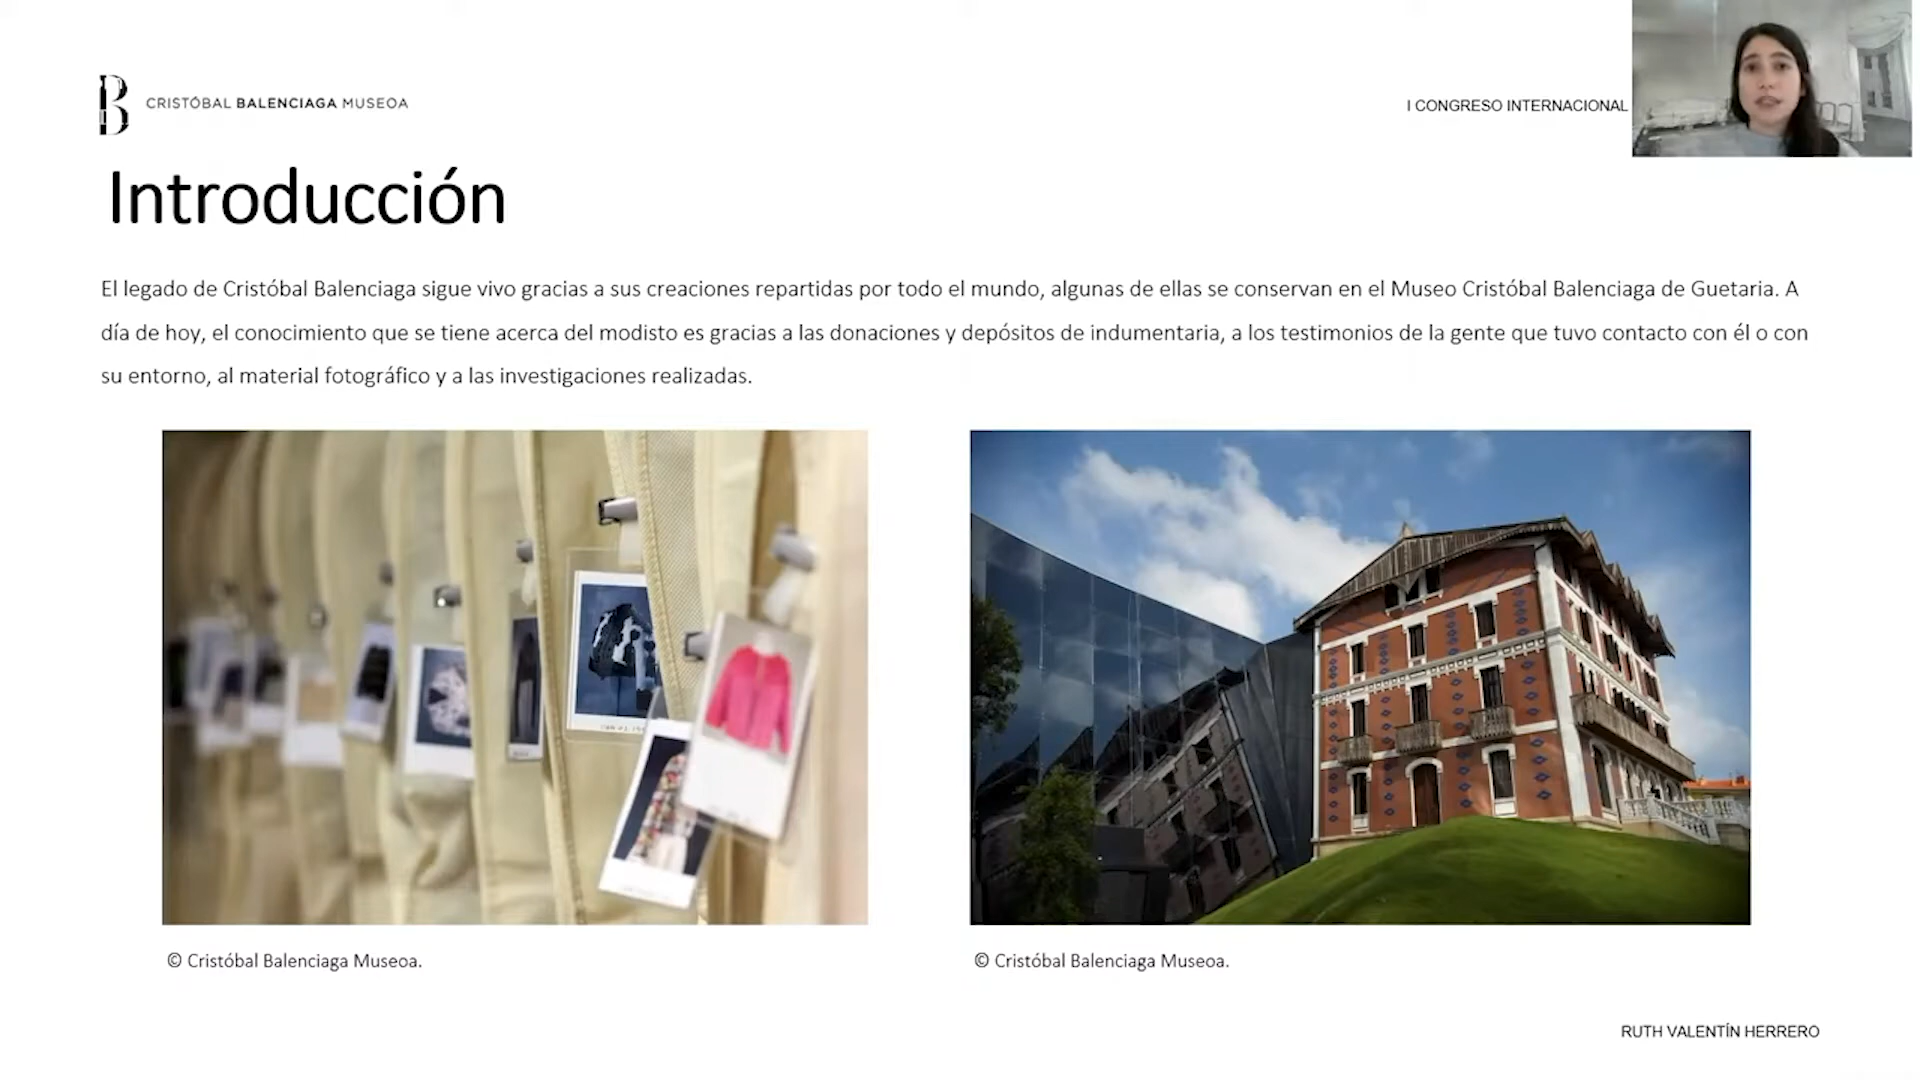 B CRISTÓBAL BALENCIAGA MUSEOA
I CONGRESO INTERNACIONAL
Introducción
El legado de Cristóbal Balenciaga sigue vivo gracias a sus creaciones repartidas por todo el mundo, algunas de ellas se conservan en el Museo Cristóbal Balenciaga de Guetaria. A
día de hoy, el conocimiento que se tiene acerca del modisto es gracias a las donaciones y depósitos de indumentaria, a los testimonios de la gente que tuvo contacto con él o con
su entorno, al material fotográfico y a las investigaciones realizadas.
© Cristóbal Balenciaga Museoa.
© Cristóbal Balenciaga Museoa.
RUTH VALENTÍN HERRERO